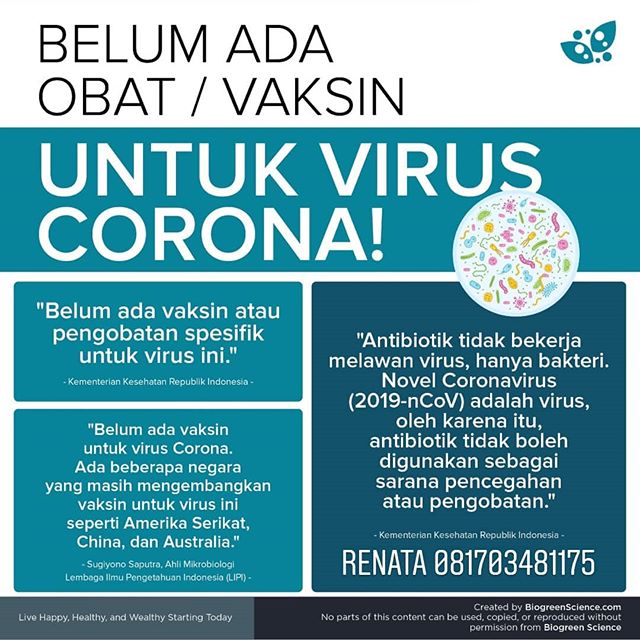 BELUM ADA
OBAT / VAKSIN
UNTUK VIRUS
CORONA!
"Belum ada vaksin atau
pengobatan spesifik
untuk virus ini."
- Kementerian Kesehatan Republik Indonesia -
"Belum ada vaksin
untuk virus Corona.
Ada beberapa negara
yang masih mengembangkan
vaksin untuk virus ini
seperti Amerika Serikat,
China, dan Australia."
- Sugiyono Saputra, Ahli Mikrobiologi
Lembaga Ilmu Pengetahuan Indonesia (LIPI) -
"Antibiotik tidak bekerja
melawan virus, hanya bakteri.
Novel Coronavirus
(2019-nCoV) adalah virus,
oleh karena itu,
antibiotik tidak boleh
digunakan sebagai
sarana pencegahan
atau pengobatan."
- Kementerian Kesehatan Republik Indonesia -
RENATA 081703481175
Live Happy, Healthy, and Wealthy Starting Today
Created by BiogreenScience.com
No parts of this content can be used, copied, or reproduced without
permission from Biogreen Science